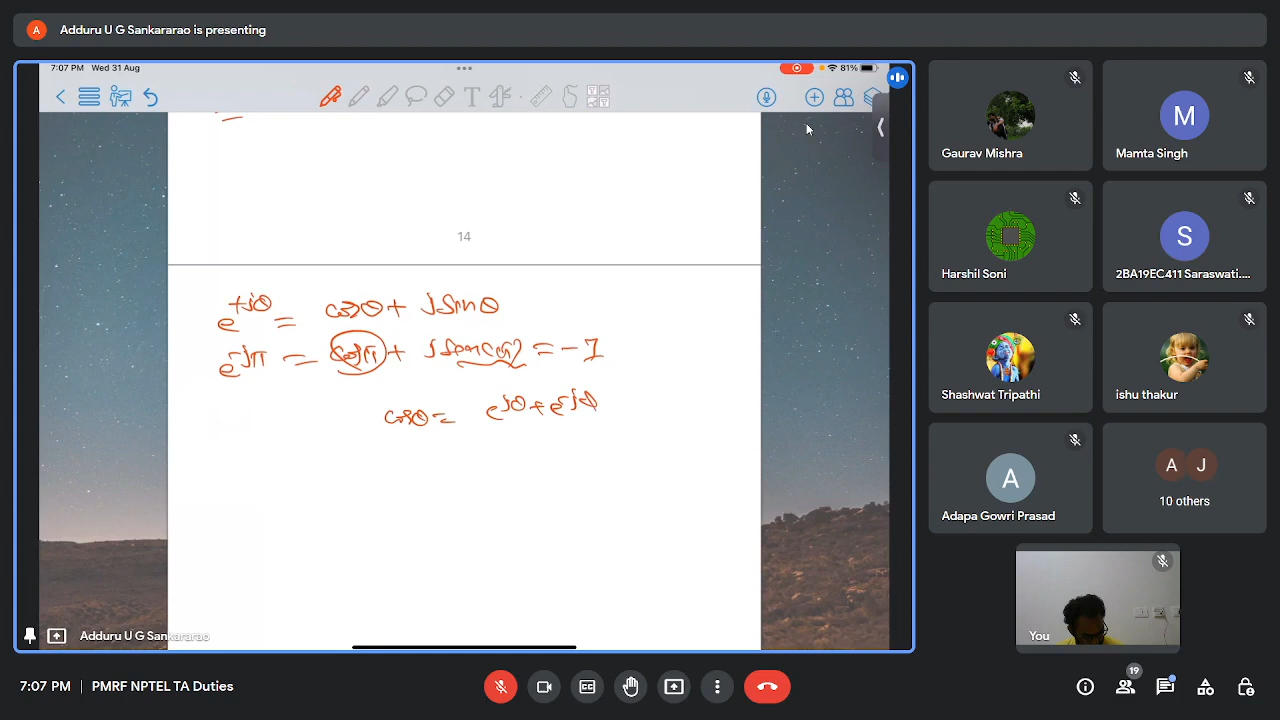 Adduru U G Sankararao is presenting
7:07 PM Wed 31 Aug
81%
14
e^{+jθ} = cosθ + jSinθ
e^{-jπ} = cosπ + j = -1
cosθ = e^{jθ} + e^{-jθ}
Adduru U G Sankararao
Gaurav Mishra
M
Mamta Singh
Harshil Soni
S
2BA19EC411 Saraswati....
Shashwat Tripathi
ishu thakur
A
Adapa Gowri Prasad
A J
10 others
You
A
T
7:07 PM | PMRF NPTEL TA Duties
19